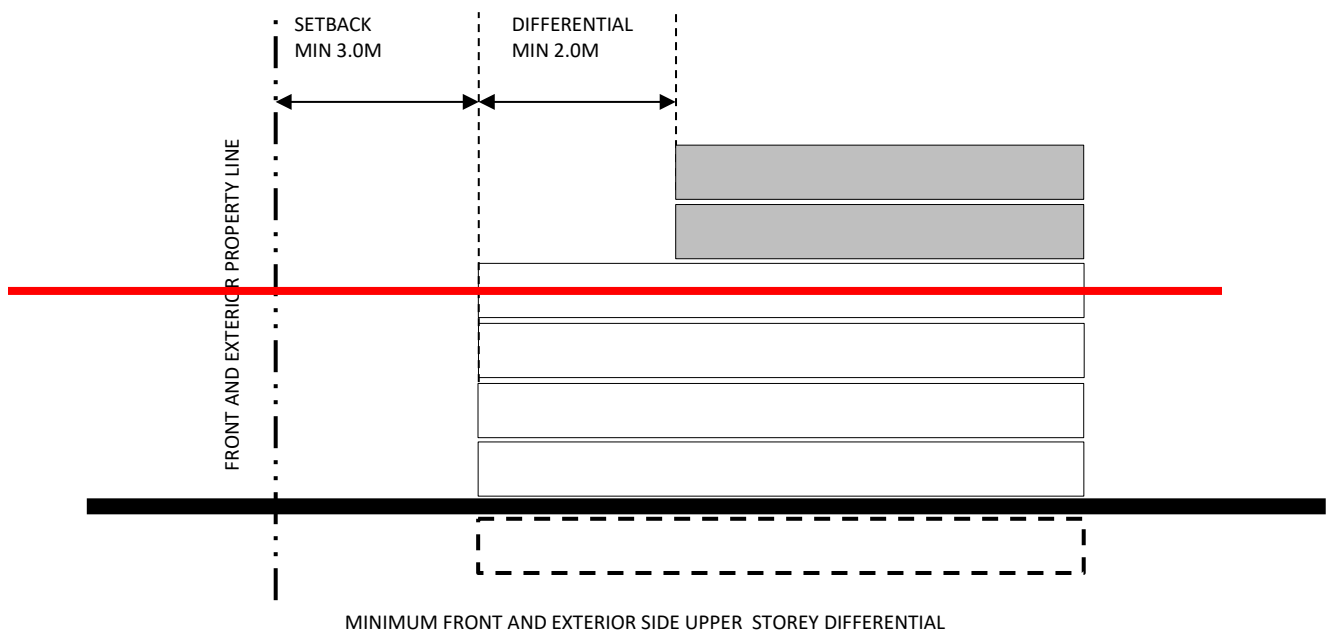 SETBACK
MIN 3.0M
DIFFERENTIAL
MIN 2.0M
FRONT AND EXTERIOR PROPERTY LINE
MINIMUM FRONT AND EXTERIOR SIDE UPPER STOREY DIFFERENTIAL